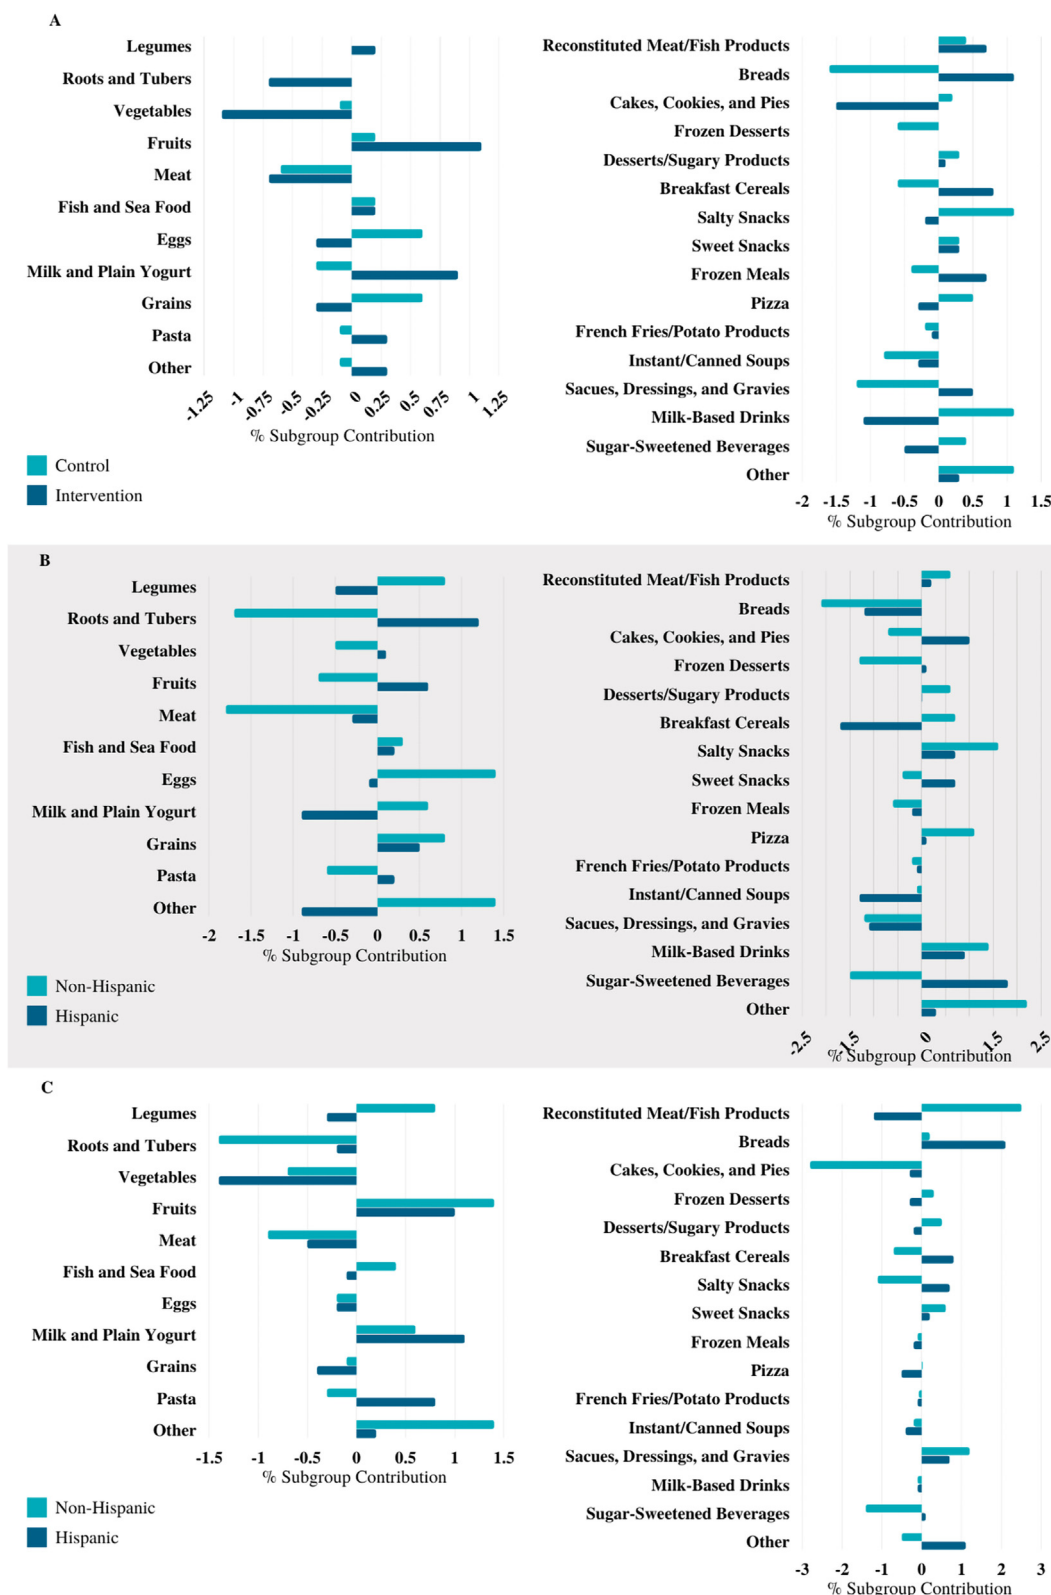 A
Legumes
Roots and Tubers
Vegetables
Fruits
Meat
Fish and Sea Food
Eggs
Milk and Plain Yogurt
Grains
Pasta
Other
-1.25 -1 -0.75 -0.5 -0.25 0 0.25 0.5 0.75 1 1.25
% Subgroup Contribution
Control
Intervention
Reconstituted Meat/Fish Products
Breads
Cakes, Cookies, and Pies
Frozen Desserts
Desserts/Sugary Products
Breakfast Cereals
Salty Snacks
Sweet Snacks
Frozen Meals
Pizza
French Fries/Potato Products
Instant/Canned Soups
Sacues, Dressings, and Gravies
Milk-Based Drinks
Sugar-Sweetened Beverages
Other
-2 -1.5 -1 -0.5 0 0.5 1 1.5
% Subgroup Contribution
B
Legumes
Roots and Tubers
Vegetables
Fruits
Meat
Fish and Sea Food
Eggs
Milk and Plain Yogurt
Grains
Pasta
Other
-2 -1.5 -1 -0.5 0 0.5 1 1.5
% Subgroup Contribution
Non-Hispanic
Hispanic
Reconstituted Meat/Fish Products
Breads
Cakes, Cookies, and Pies
Frozen Desserts
Desserts/Sugary Products
Breakfast Cereals
Salty Snacks
Sweet Snacks
Frozen Meals
Pizza
French Fries/Potato Products
Instant/Canned Soups
Sacues, Dressings, and Gravies
Milk-Based Drinks
Sugar-Sweetened Beverages
Other
-2.5 -1.5 0 1.5 2.5
% Subgroup Contribution
C
Legumes
Roots and Tubers
Vegetables
Fruits
Meat
Fish and Sea Food
Eggs
Milk and Plain Yogurt
Grains
Pasta
Other
-1.5 -1 -0.5 0 0.5 1 1.5
% Subgroup Contribution
Non-Hispanic
Hispanic
Reconstituted Meat/Fish Products
Breads
Cakes, Cookies, and Pies
Frozen Desserts
Desserts/Sugary Products
Breakfast Cereals
Salty Snacks
Sweet Snacks
Frozen Meals
Pizza
French Fries/Potato Products
Instant/Canned Soups
Sacues, Dressings, and Gravies
Milk-Based Drinks
Sugar-Sweetened Beverages
Other
-3 -2 -1 0 1 2 3
% Subgroup Contribution